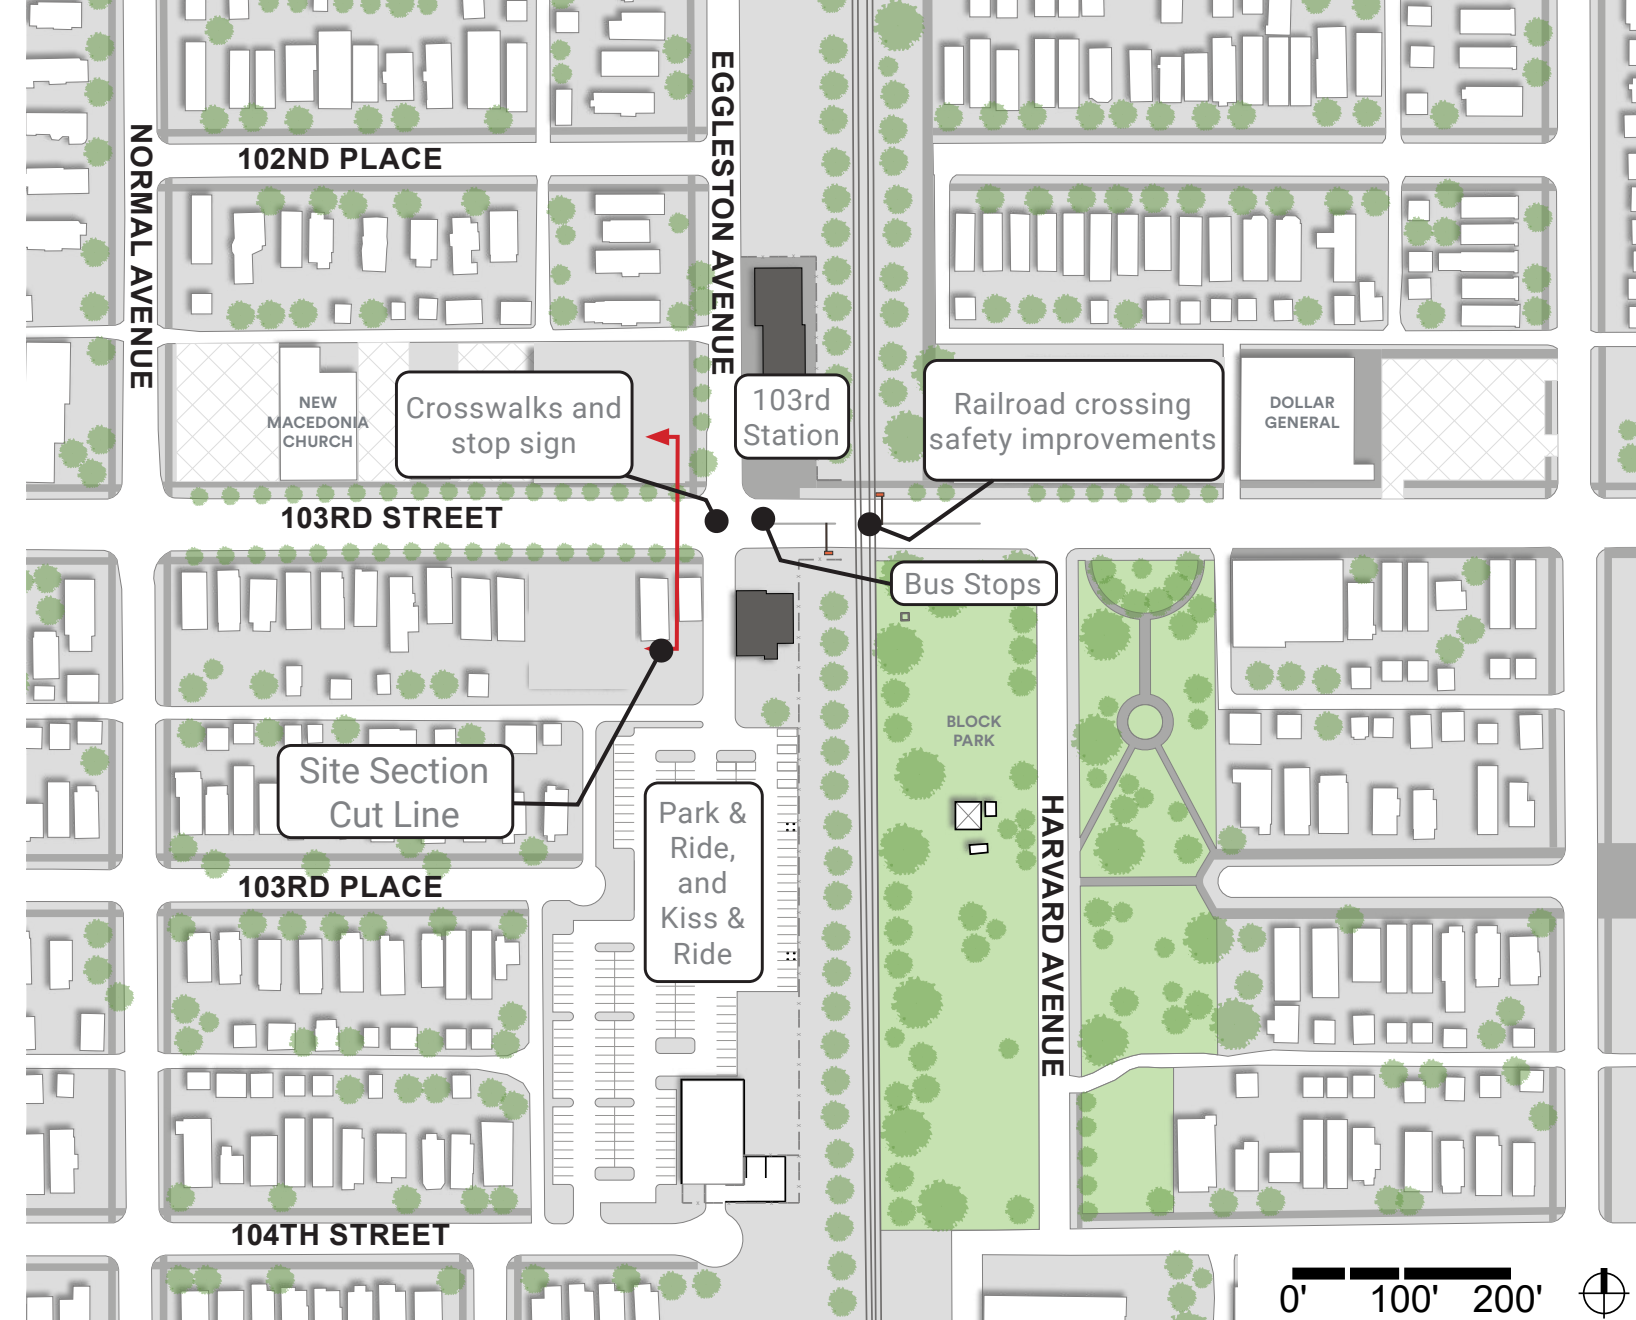 102ND PLACE
NORMAL AVENUE
EGGLESTON AVENUE
NEW
MACEDONIA
CHURCH
Crosswalks and
stop sign
103rd
Station
Railroad crossing
safety improvements
DOLLAR
GENERAL
103RD STREET
Bus Stops
BLOCK
PARK
Site Section
Cut Line
Park &
Ride,
and
Kiss &
Ride
HARVARD AVENUE
103RD PLACE
104TH STREET
0' 100' 200'